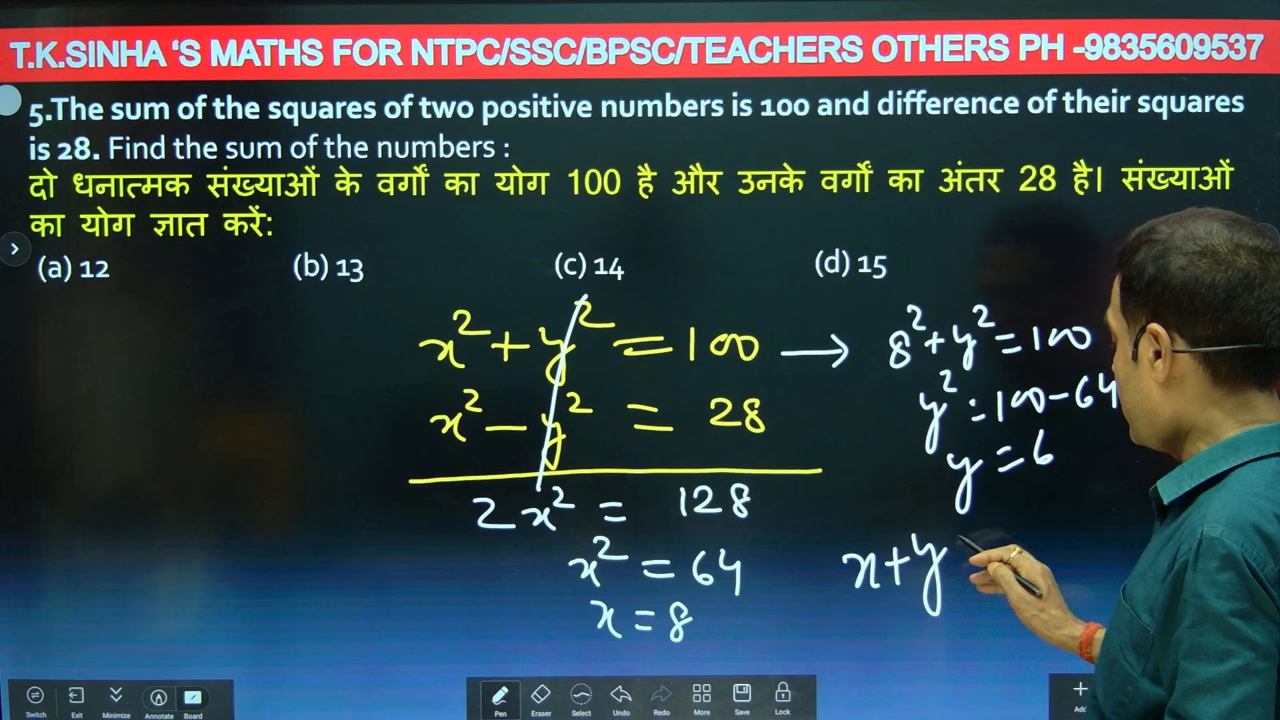 T.K.SINHA 'S MATHS FOR NTPC/SSC/BPSC/TEACHERS OTHERS PH -9835609537
5.The sum of the squares of two positive numbers is 100 and difference of their squares
is 28. Find the sum of the numbers :
दो धनात्मक संख्याओं के वर्गों का योग 100 है और उनके वर्गों का अंतर 28 है। संख्याओं
का योग ज्ञात करें:
(a) 12 (b) 13 (c) 14 (d) 15
x² + y² = 100 → 8² + y² = 100
x² - y² = 28 y² = 100 - 64
y = 6
2x² = 128
x² = 64 x + y
x = 8
Switch Exit Minimize Annotate Board Pen Eraser Select Undo Redo More Save Lock